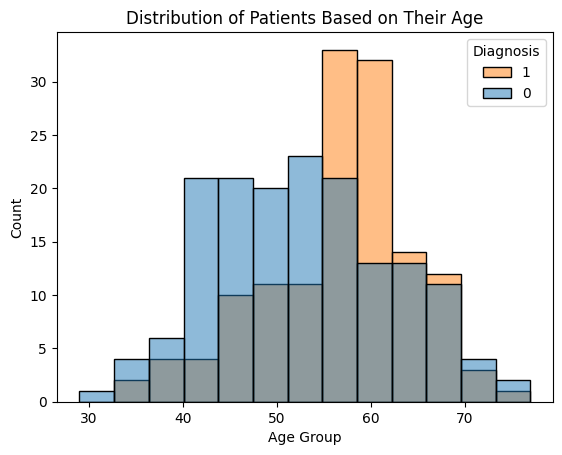 Distribution of Patients Based on Their Age
Diagnosis
1
0
Count
30
25
20
15
10
5
0
30 40 50 60 70
Age Group